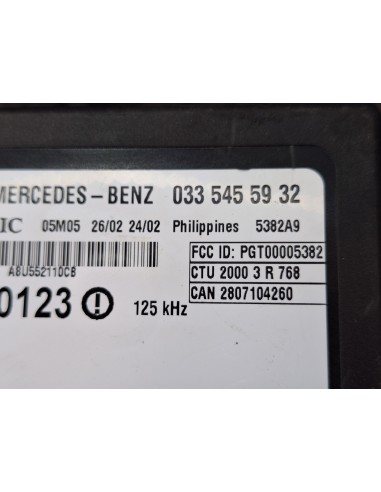 MERCEDES-BENZ 033 545 59 32
IC 05M05 26/02 24/02 Philippines 5382A9
FCC ID: PGT00005382
A8U552110CB
CTU 2000 3 R 768
0123 125 kHz
CAN 2807104260